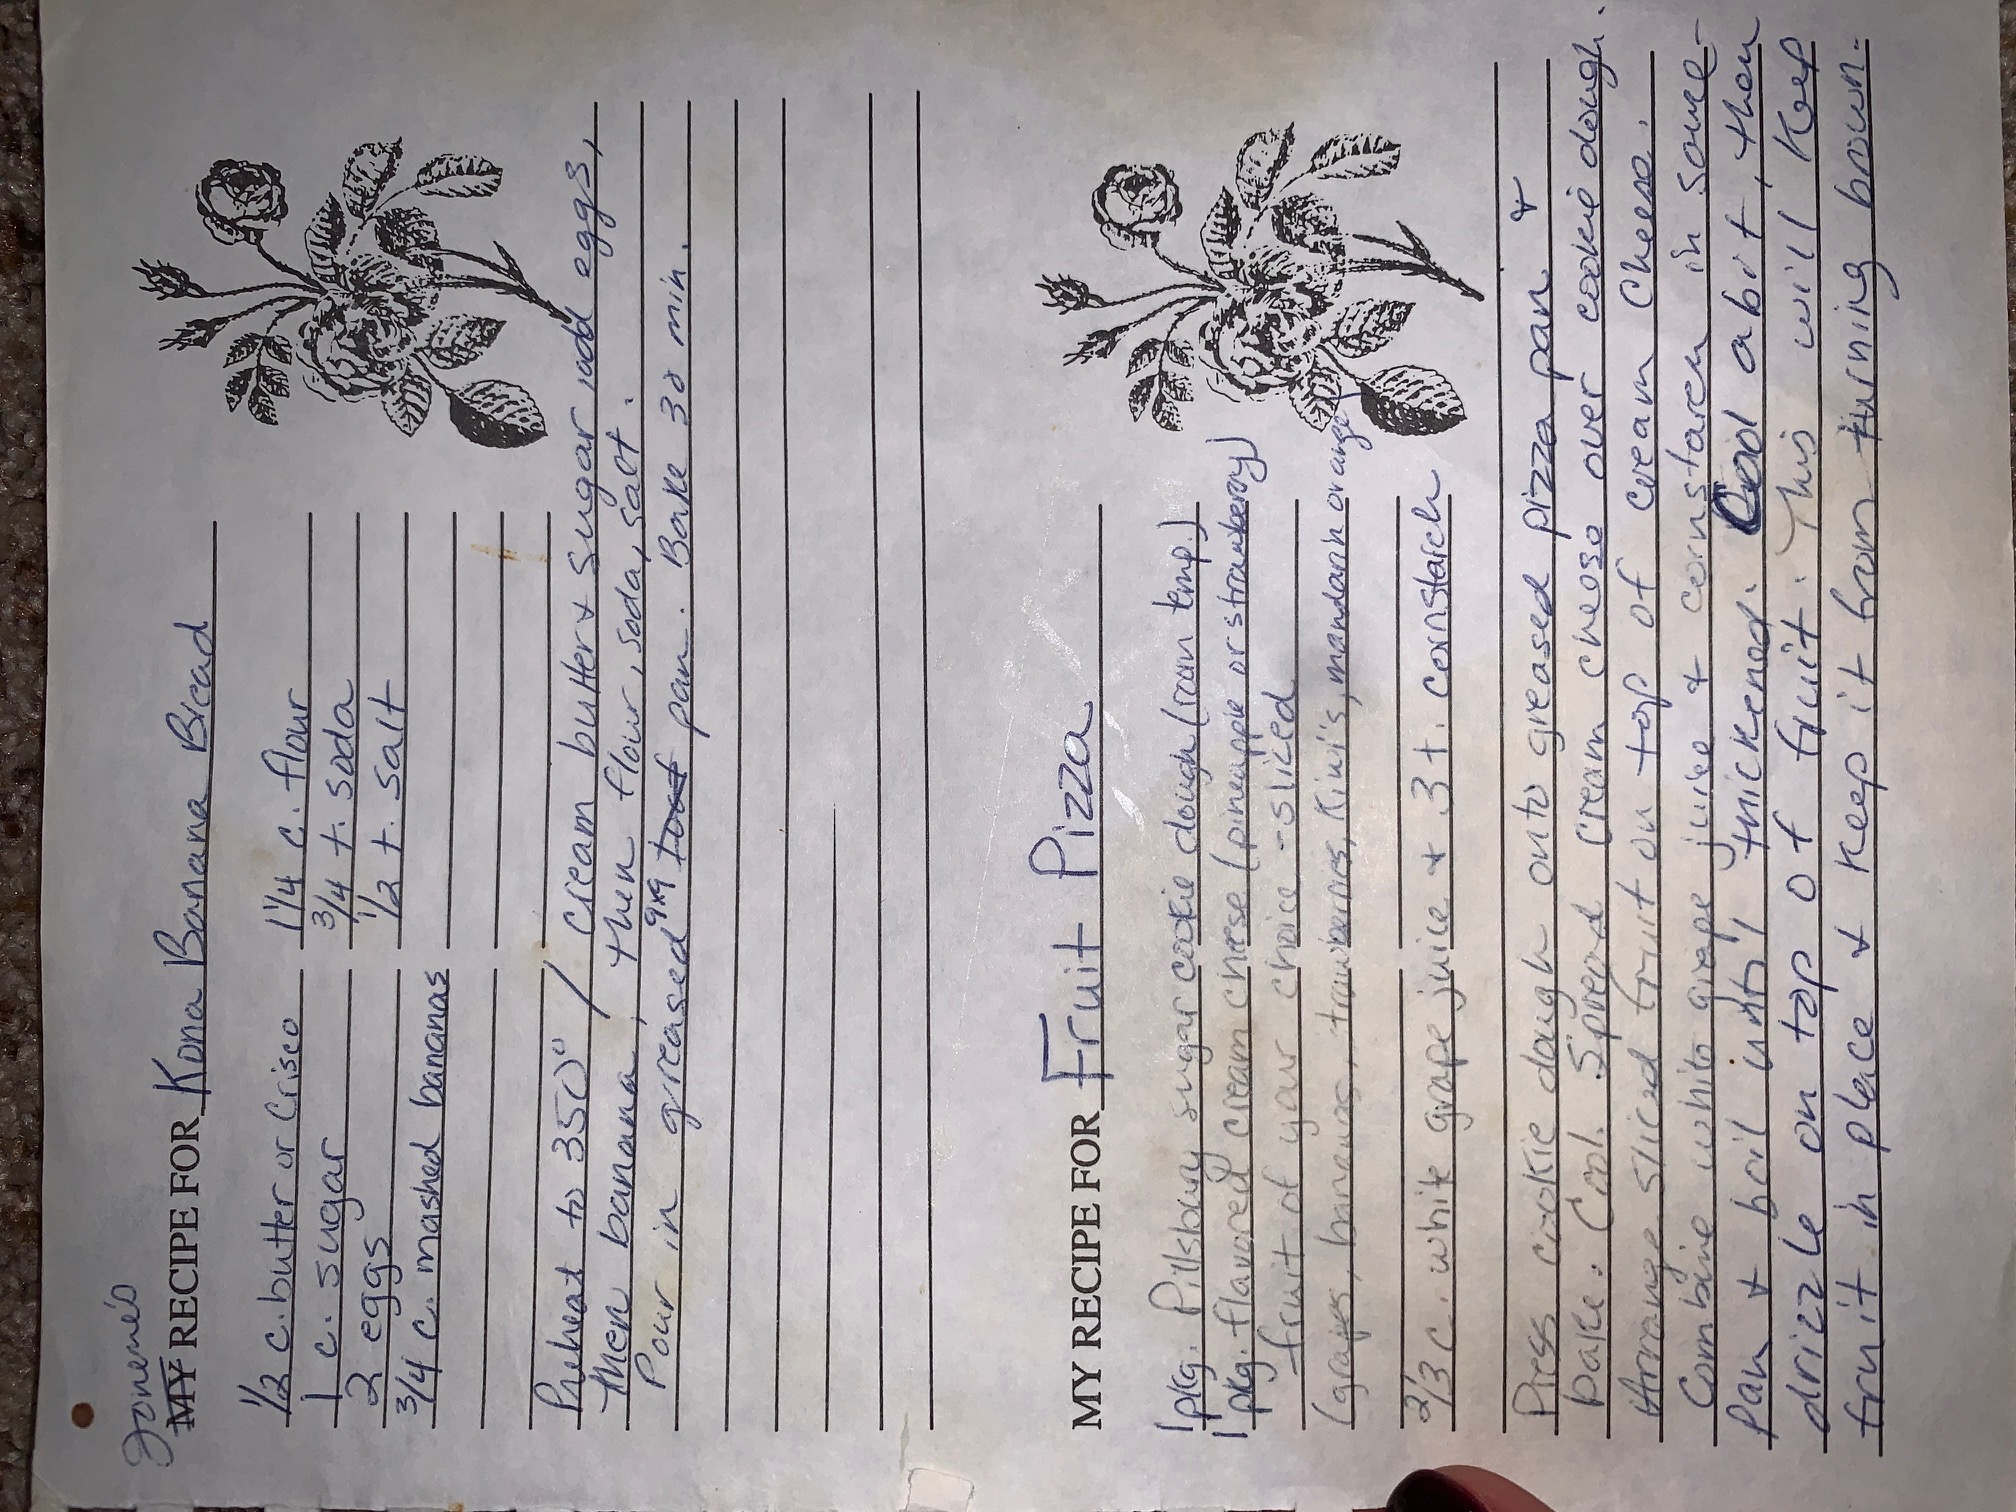 Jonene's
MY RECIPE FOR Kona Banana Bread
1/2 c. butter or Crisco
1 c. sugar
2 eggs
3/4 c. mashed bananas
1 1/4 c. flour
3/4 t. soda
1/2 t. salt
Preheat to 350° / cream butter & sugar, add eggs,
then banana, then flour, soda, salt.
Pour in greased 9x9 loaf pan. Bake 30 min.
MY RECIPE FOR Fruit Pizza
1 pkg. Pillsbury sugar cookie dough (room temp.)
1 pkg. flavored cream cheese (pineapple or strawberry)
fruit of your choice - sliced
(grapes, bananas, strawberries, Kiwi's, mandarin orange)
2/3 c. white grape juice & 3 t. cornstarch
Press cookie dough onto greased pizza pan &
bake. Cool. Spread cream cheese over cookie dough.
Arrange sliced fruit on top of cream cheese.
Combine white grape juice & cornstarch in sauce-
pan & boil until thickened. Cool a bit, then
drizzle on top of fruit. This will keep
fruit in place & keep it from turning brown.